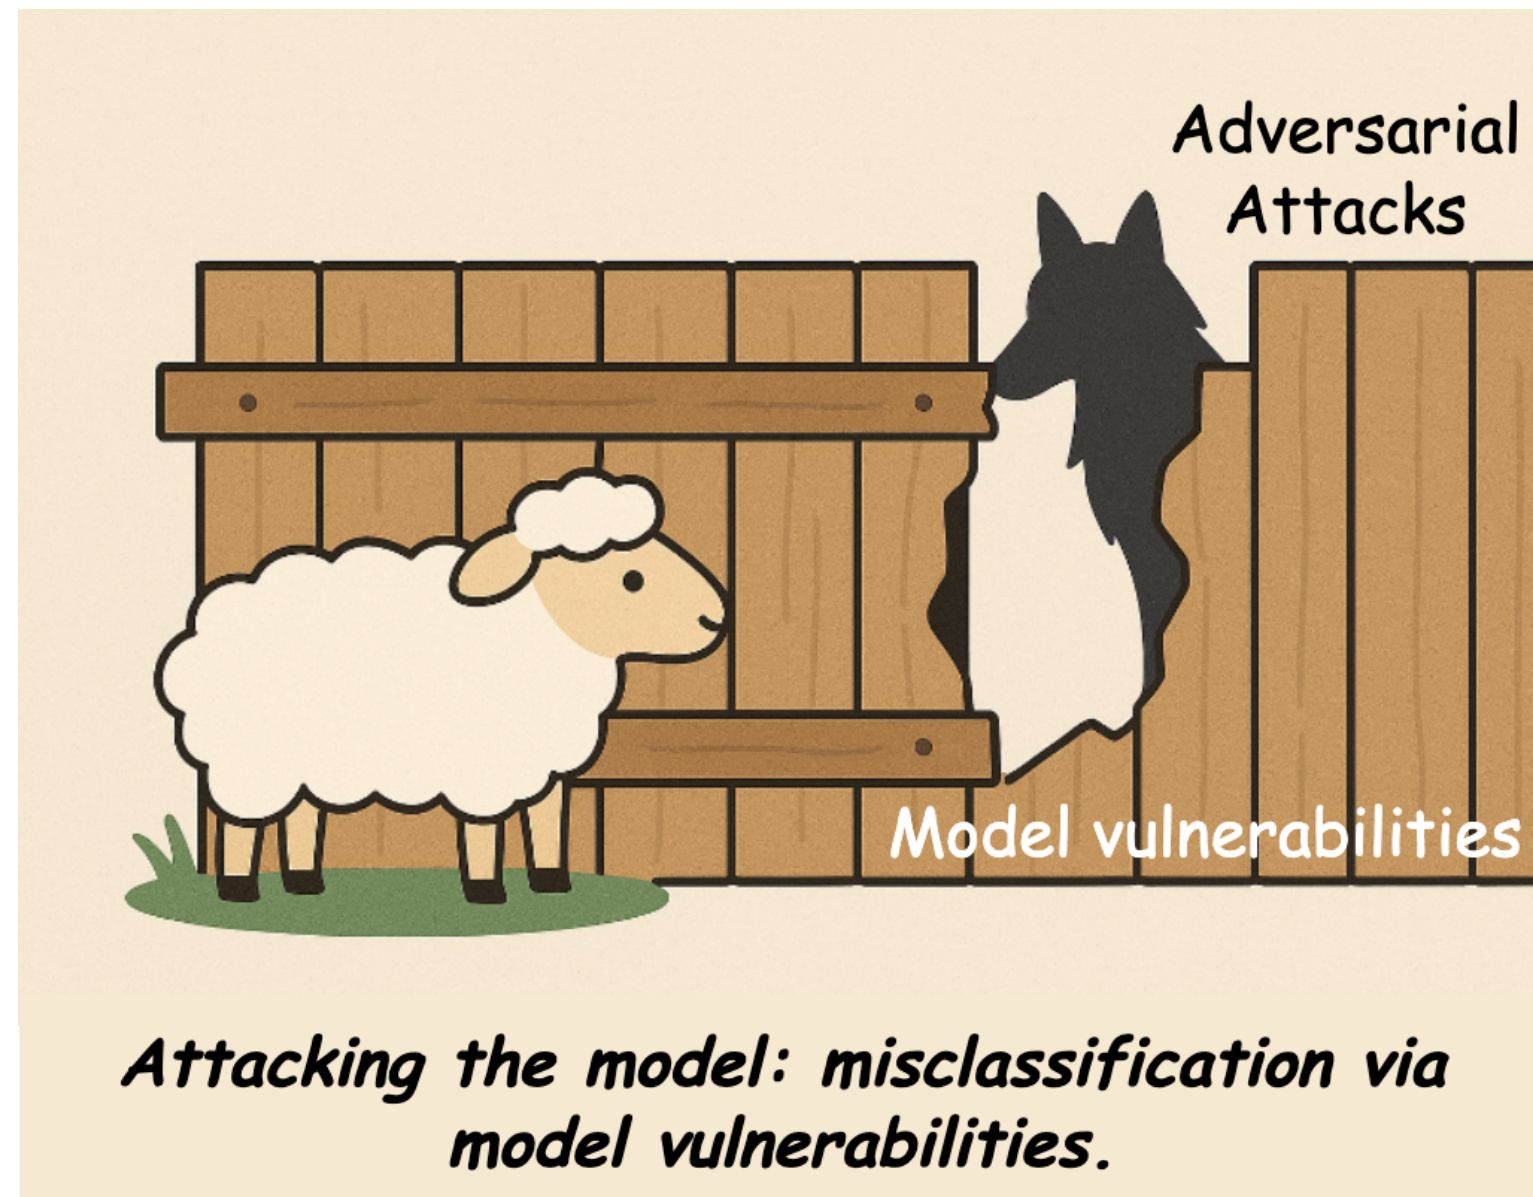 Adversarial
Attacks
Model vulnerabilities
Attacking the model: misclassification via
model vulnerabilities.